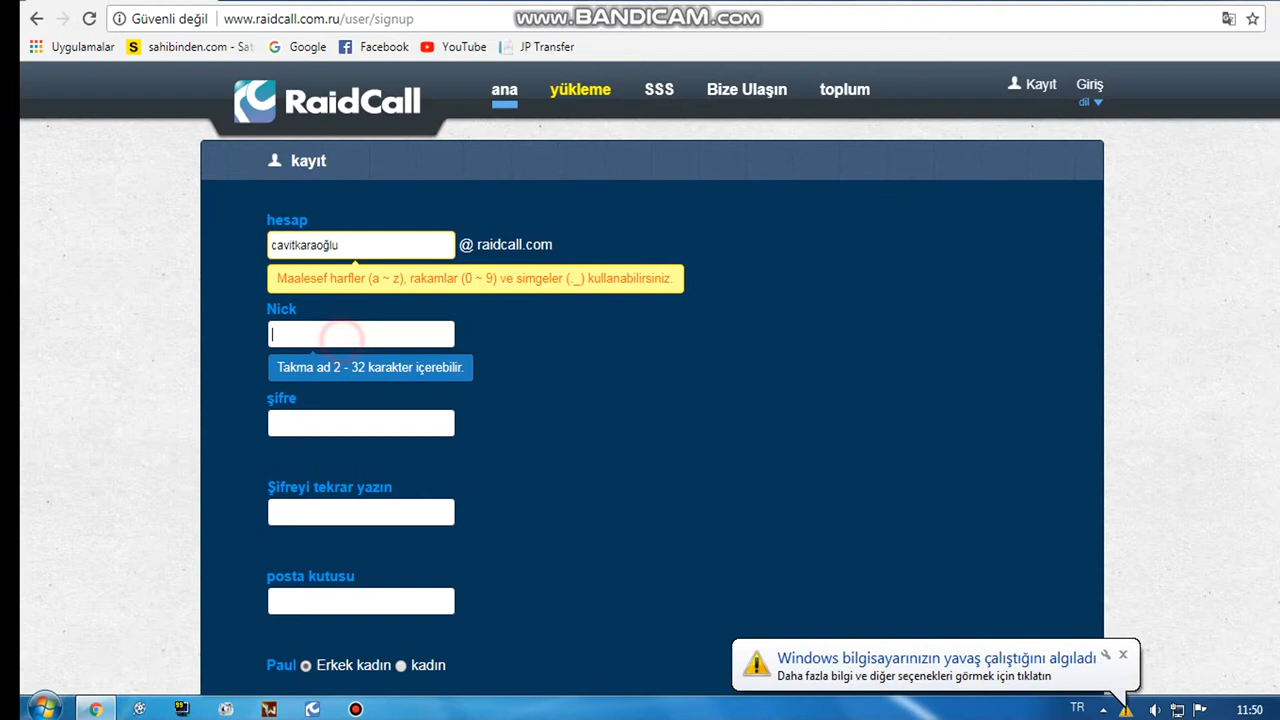 Güvenli değil
www.raidcall.com.ru/user/signup
www.BANDICAM.com
Uygulamalar
S
sahibinden.com - Sat
Google
Facebook
YouTube
JP Transfer
RaidCall
ana
yükleme
SSS
Bize Ulaşın
toplum
Kayıt
Giriş
dil
kayıt
hesap
cavitkaraoğlu
@ raidcall.com
Maalesef harfler (a ~ z), rakamlar (0 ~ 9) ve simgeler (._) kullanabilirsiniz.
Nick
Takma ad 2 - 32 karakter içerebilir.
şifre
Şifreyi tekrar yazın
posta kutusu
Paul
Erkek kadın
kadın
Windows bilgisayarınızın yavaş çalıştığını algıladı
Daha fazla bilgi ve diğer seçenekleri görmek için tıklatın
99
TR
11:50